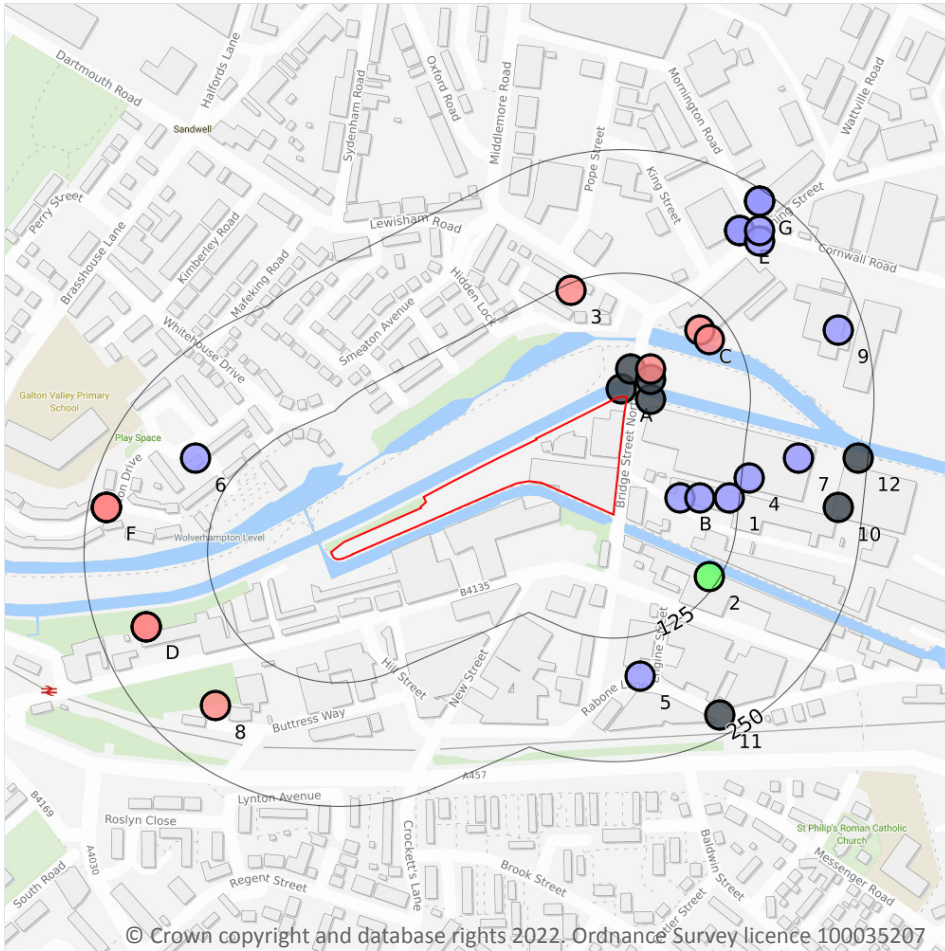 Dartmouth Road
Halfords Lane
Sandwell
Sydenham Road
Oxford Road
Middlemore Road
Mornington Road
Wattville Road
Pope Street
King Street
Perry Street
Brasshouse Lane
Kimberley Road
Mafeking Road
Lewisham Road
Hidden Lock
Smeaton Avenue
Whitehouse Drive
G
E
Cornwall Road
3
C
9
A
Galton Valley Primary
School
Play Space
Bridge Street North
6
F
Wolverhampton Level
B
1
4
7
12
10
2
B4135
125
D
Hill Street
New Street
5
8
Buttress Way
250
11
A457
Lynton Avenue
B4169
A4030
Roslyn Close
Crockett's Lane
South Road
Regent Street
Brook Street
Baldwin Street
St Philip's Roman Catholic
Church
Messenger Road
© Crown copyright and database rights 2022. Ordnance Survey licence 100035207